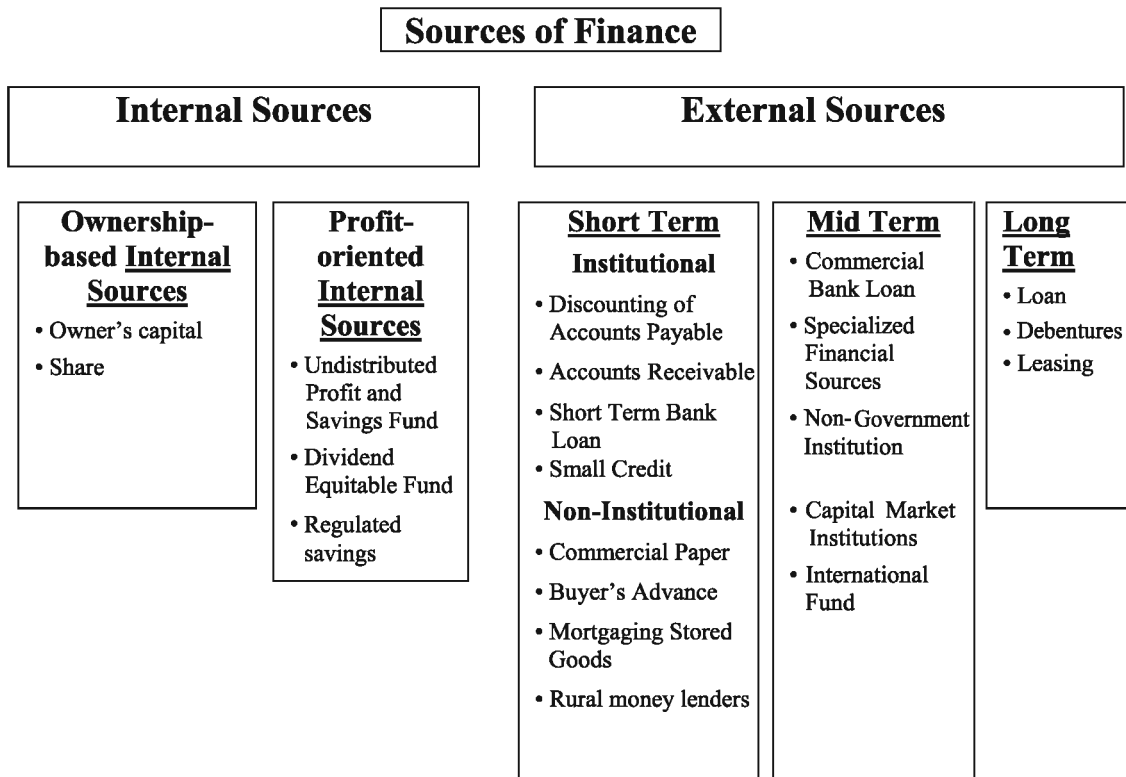 Sources of Finance
Internal Sources
External Sources
Ownership-
based Internal
Sources
• Owner's capital
• Share
Profit-
oriented
Internal
Sources
• Undistributed
Profit and
Savings Fund
• Dividend
Equitable Fund
• Regulated
savings
Short Term
Institutional
• Discounting of
Accounts Payable
• Accounts Receivable
• Short Term Bank
Loan
• Small Credit
Non-Institutional
• Commercial Paper
• Buyer's Advance
• Mortgaging Stored
Goods
• Rural money lenders
Mid Term
• Commercial
Bank Loan
• Specialized
Financial
Sources
• Non-Government
Institution
• Capital Market
Institutions
• International
Fund
Long
Term
• Loan
• Debentures
• Leasing